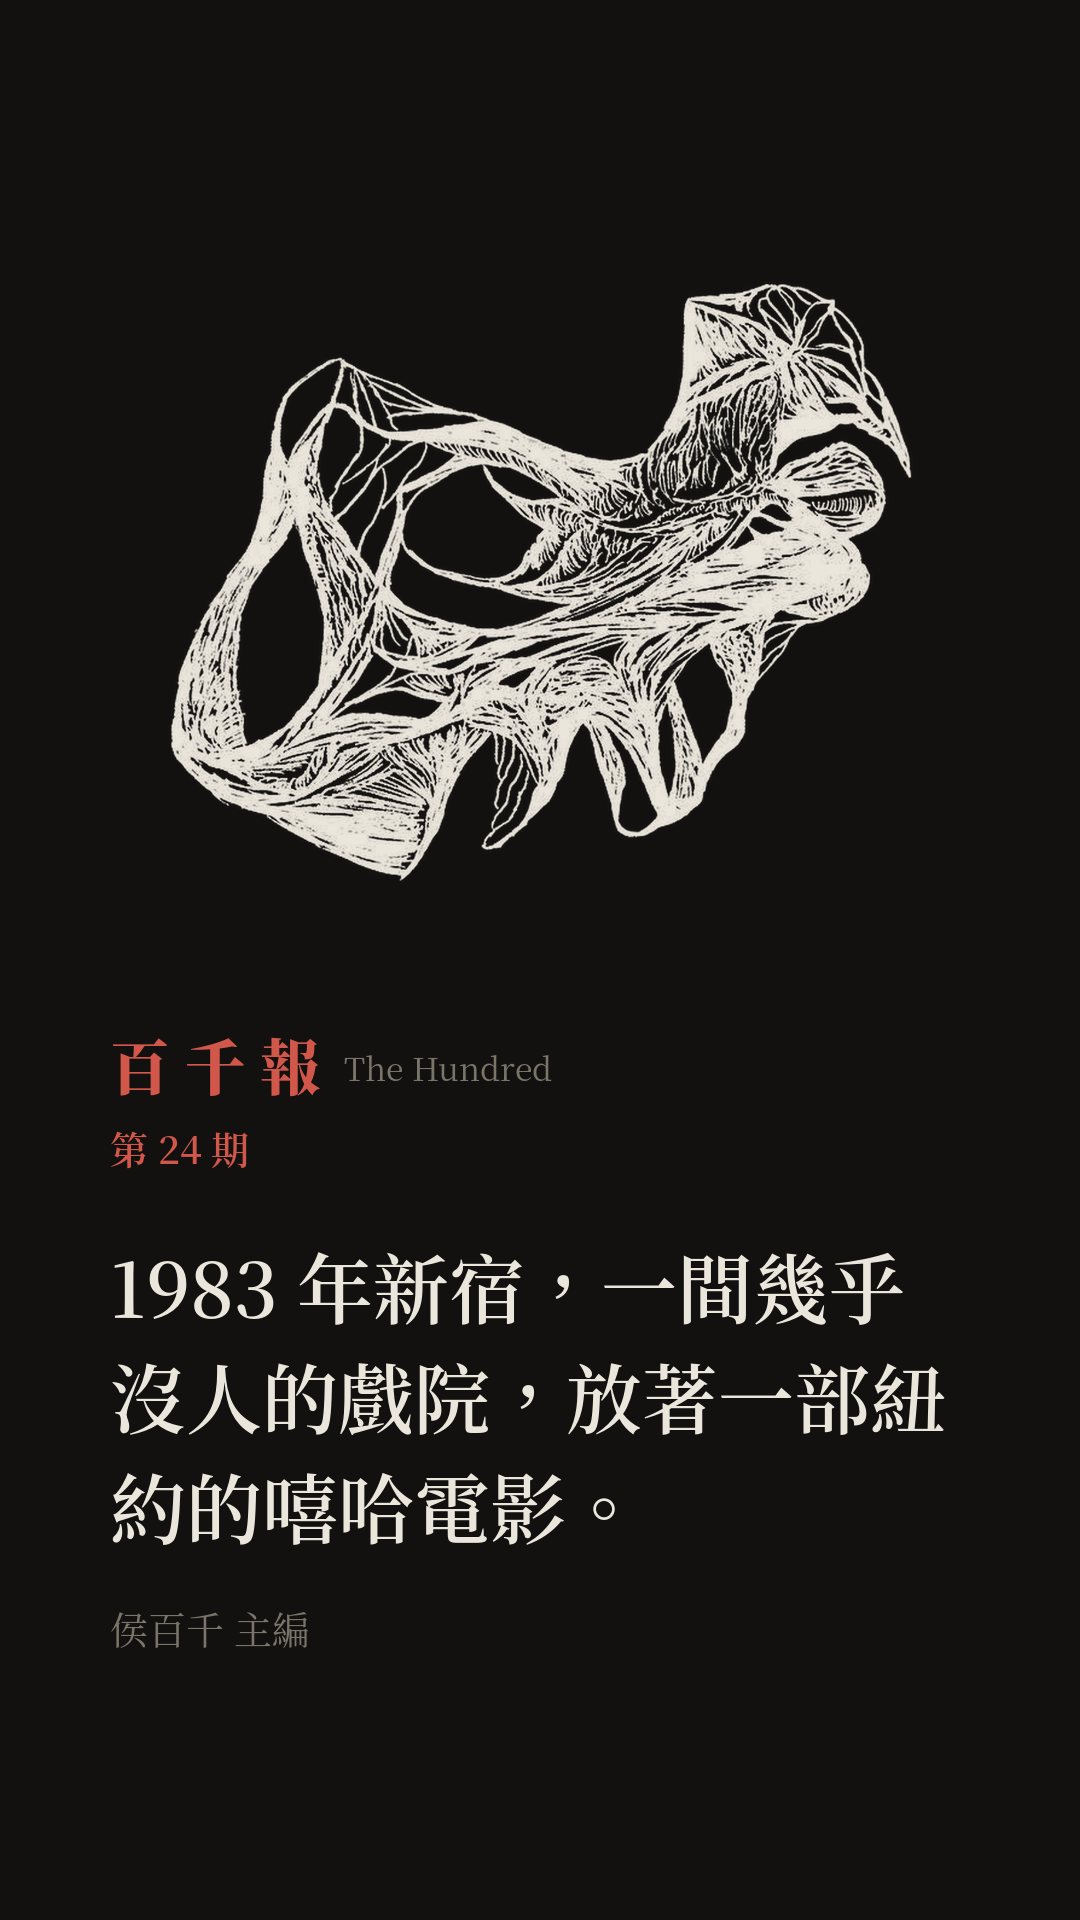 百千報 The Hundred
第 24 期
1983 年新宿，一間幾乎
沒人的戲院，放著一部紐
約的嘻哈電影。
侯百千 主編